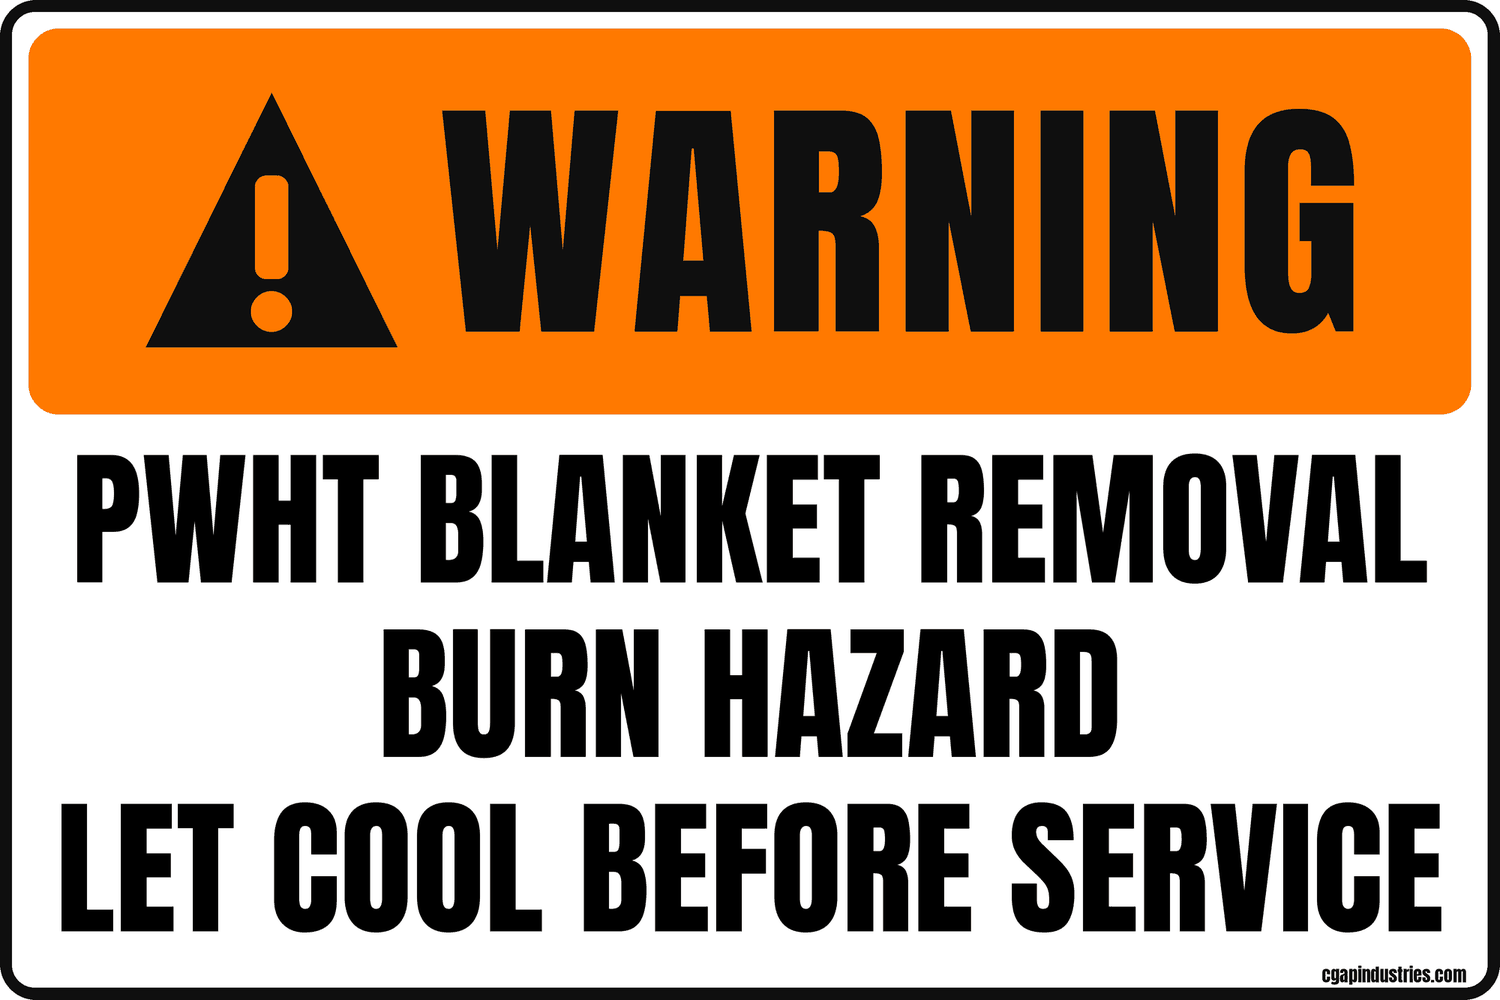 WARNING
PWHT BLANKET REMOVAL
BURN HAZARD
LET COOL BEFORE SERVICE
cgapindustries.com